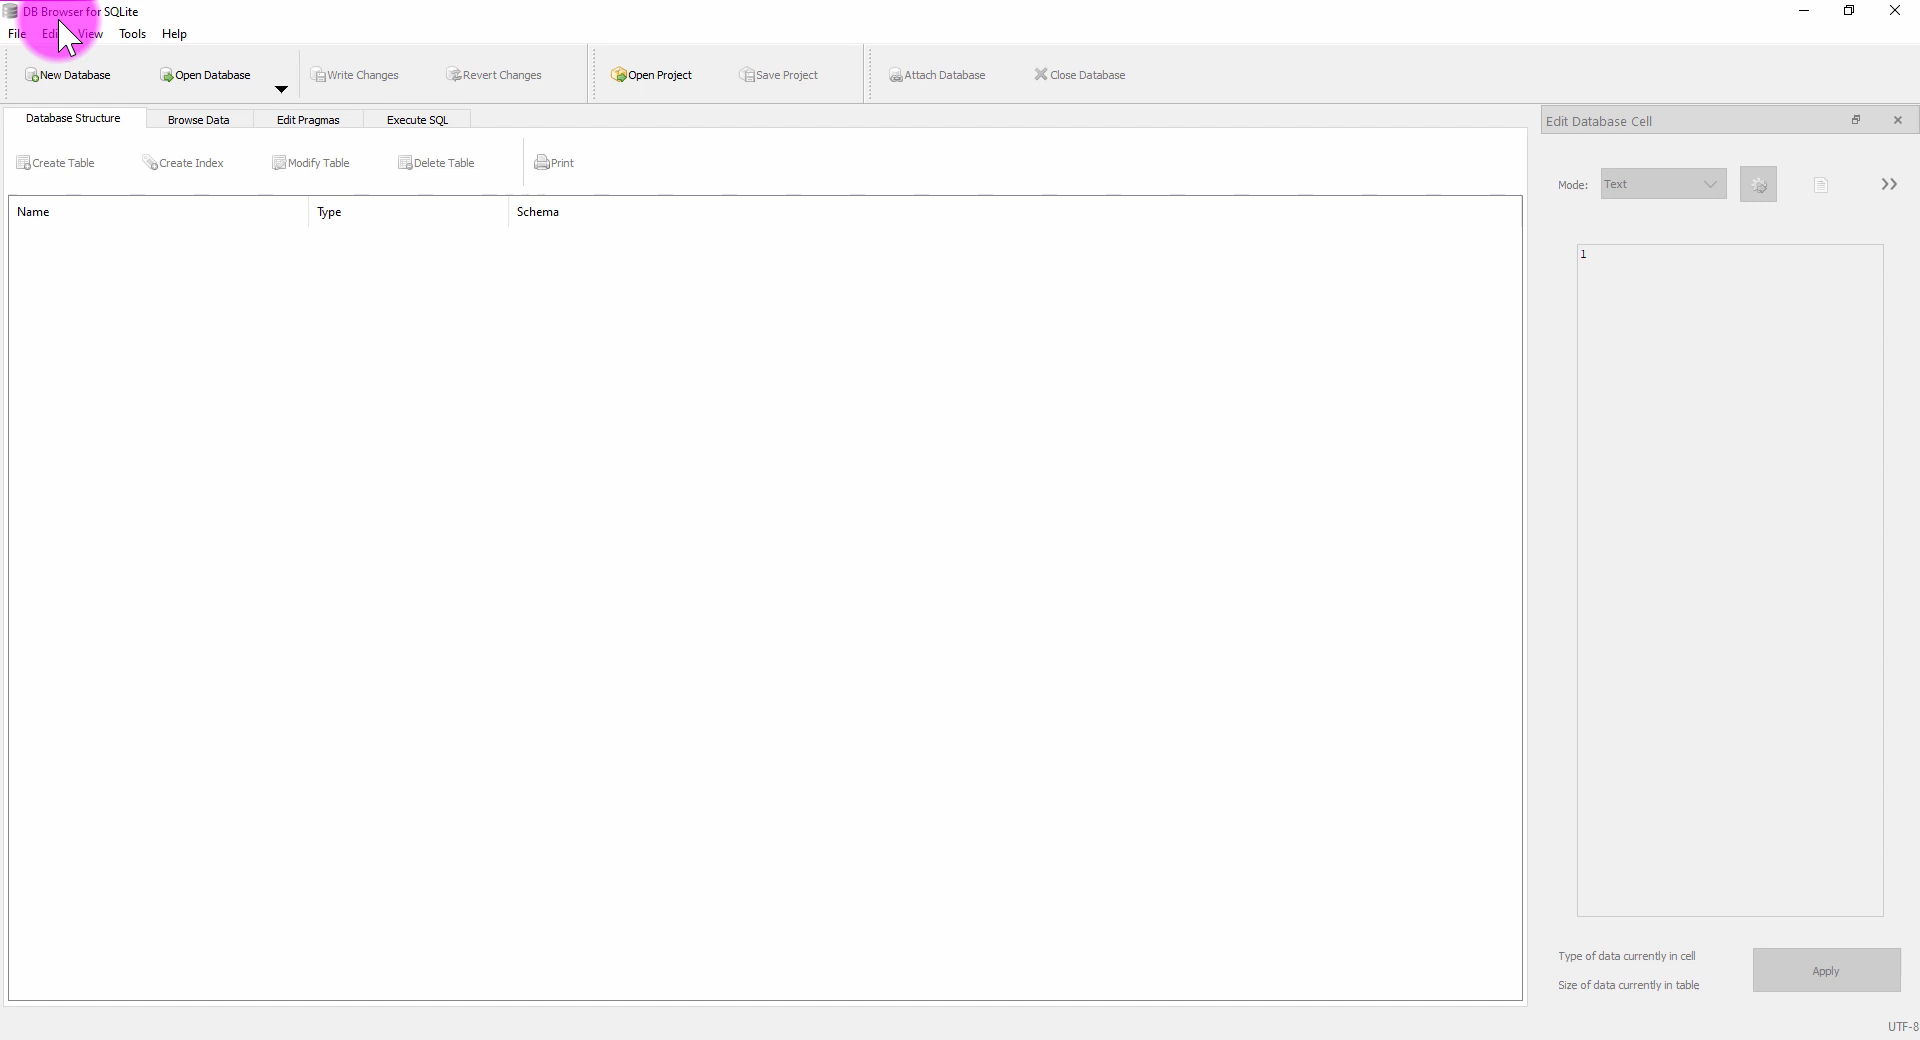 DB Browser for SQLite
File Edit View Tools Help
New Database Open Database Write Changes Revert Changes Open Project Save Project Attach Database Close Database
Database Structure Browse Data Edit Pragmas Execute SQL
Edit Database Cell
Create Table Create Index Modify Table Delete Table Print
Mode: Text
Name Type Schema
1
Type of data currently in cell
Size of data currently in table
Apply
UTF-8